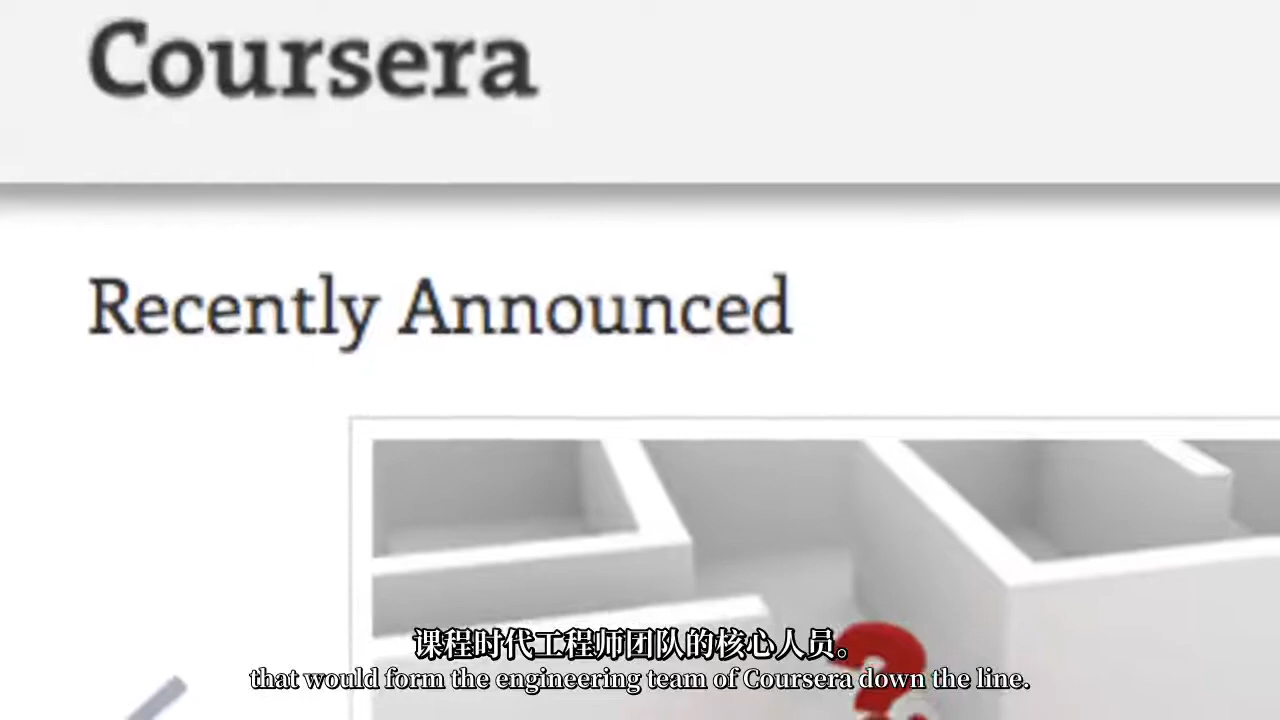 Coursera
Recently Announced
课程时代工程师团队的核心人员。
that would form the engineering team of Coursera down the line.